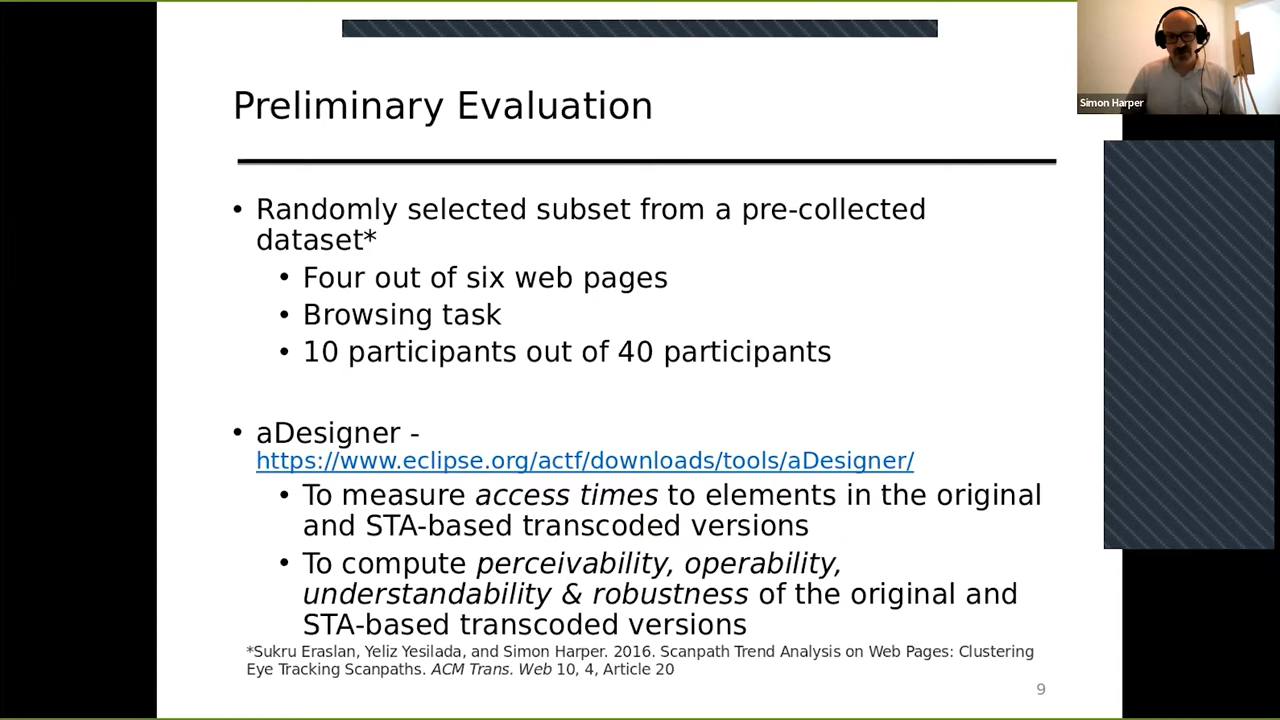 Simon Harper
Preliminary Evaluation
• Randomly selected subset from a pre-collected
dataset*
• Four out of six web pages
• Browsing task
• 10 participants out of 40 participants
• aDesigner -
https://www.eclipse.org/actf/downloads/tools/aDesigner/
• To measure access times to elements in the original
and STA-based transcoded versions
• To compute perceivability, operability,
understandability & robustness of the original and
STA-based transcoded versions
*Sukru Eraslan, Yeliz Yesilada, and Simon Harper. 2016. Scanpath Trend Analysis on Web Pages: Clustering
Eye Tracking Scanpaths. ACM Trans. Web 10, 4, Article 20
9